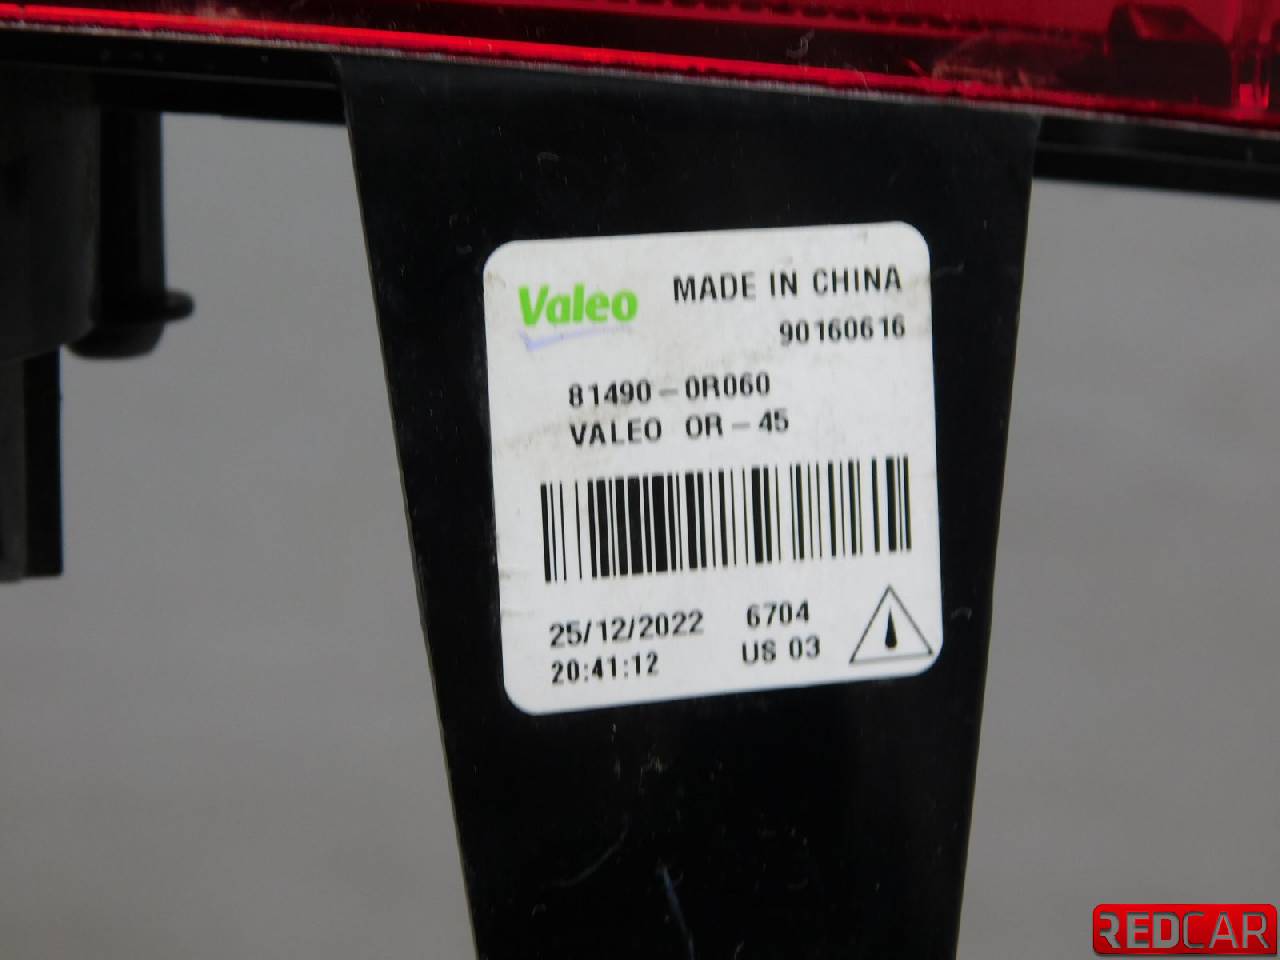 Valeo MADE IN CHINA
90160616
81490-0R060
VALEO OR-45
25/12/2022 6704
20:41:12 US 03
REDCAR